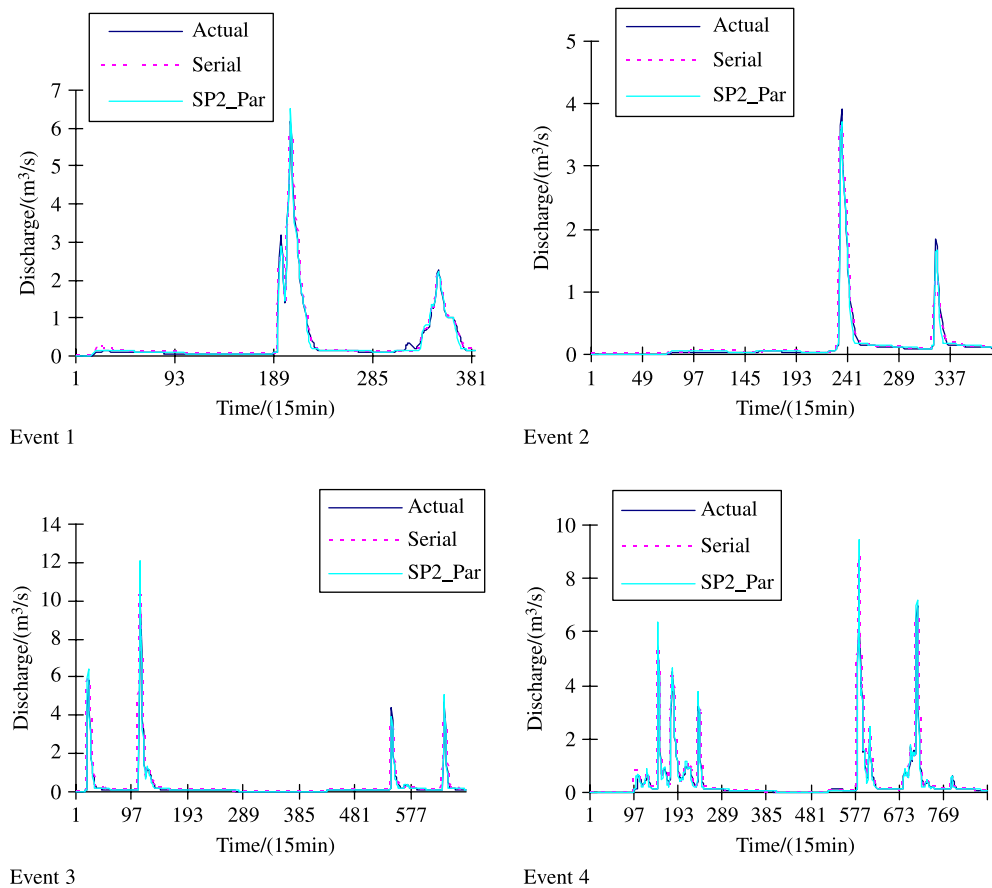 Actual
Serial
SP2_Par
7
6
5
4
3
2
1
0
Discharge/(m³/s)
1 93 189 285 381
Time/(15min)
Event 1
Actual
Serial
SP2_Par
5
4
3
2
1
0
Discharge/(m³/s)
1 49 97 145 193 241 289 337
Time/(15min)
Event 2
Actual
Serial
SP2_Par
14
12
10
8
6
4
2
0
Discharge/(m³/s)
1 97 193 289 385 481 577
Time/(15min)
Event 3
Actual
Serial
SP2_Par
10
8
6
4
2
0
Discharge/(m³/s)
1 97 193 289 385 481 577 673 769
Time/(15min)
Event 4